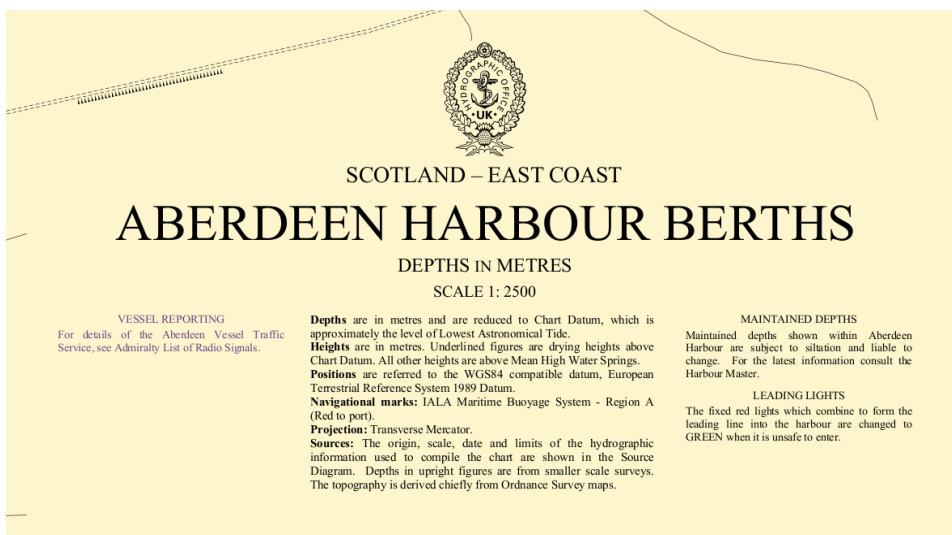 HYDROGRAPHIC OFFICE
UK
SCOTLAND – EAST COAST
ABERDEEN HARBOUR BERTHS
DEPTHS IN METRES
SCALE 1: 2500
VESSEL REPORTING
For details of the Aberdeen Vessel Traffic
Service, see Admiralty List of Radio Signals.
Depths are in metres and are reduced to Chart Datum, which is
approximately the level of Lowest Astronomical Tide.
Heights are in metres. Underlined figures are drying heights above
Chart Datum. All other heights are above Mean High Water Springs.
Positions are referred to the WGS84 compatible datum, European
Terrestrial Reference System 1989 Datum.
Navigational marks: IALA Maritime Buoyage System - Region A
(Red to port).
Projection: Transverse Mercator.
Sources: The origin, scale, date and limits of the hydrographic
information used to compile the chart are shown in the Source
Diagram. Depths in upright figures are from smaller scale surveys.
The topography is derived chiefly from Ordnance Survey maps.
MAINTAINED DEPTHS
Maintained depths shown within Aberdeen
Harbour are subject to siltation and liable to
change. For the latest information consult the
Harbour Master.
LEADING LIGHTS
The fixed red lights which combine to form the
leading line into the harbour are changed to
GREEN when it is unsafe to enter.